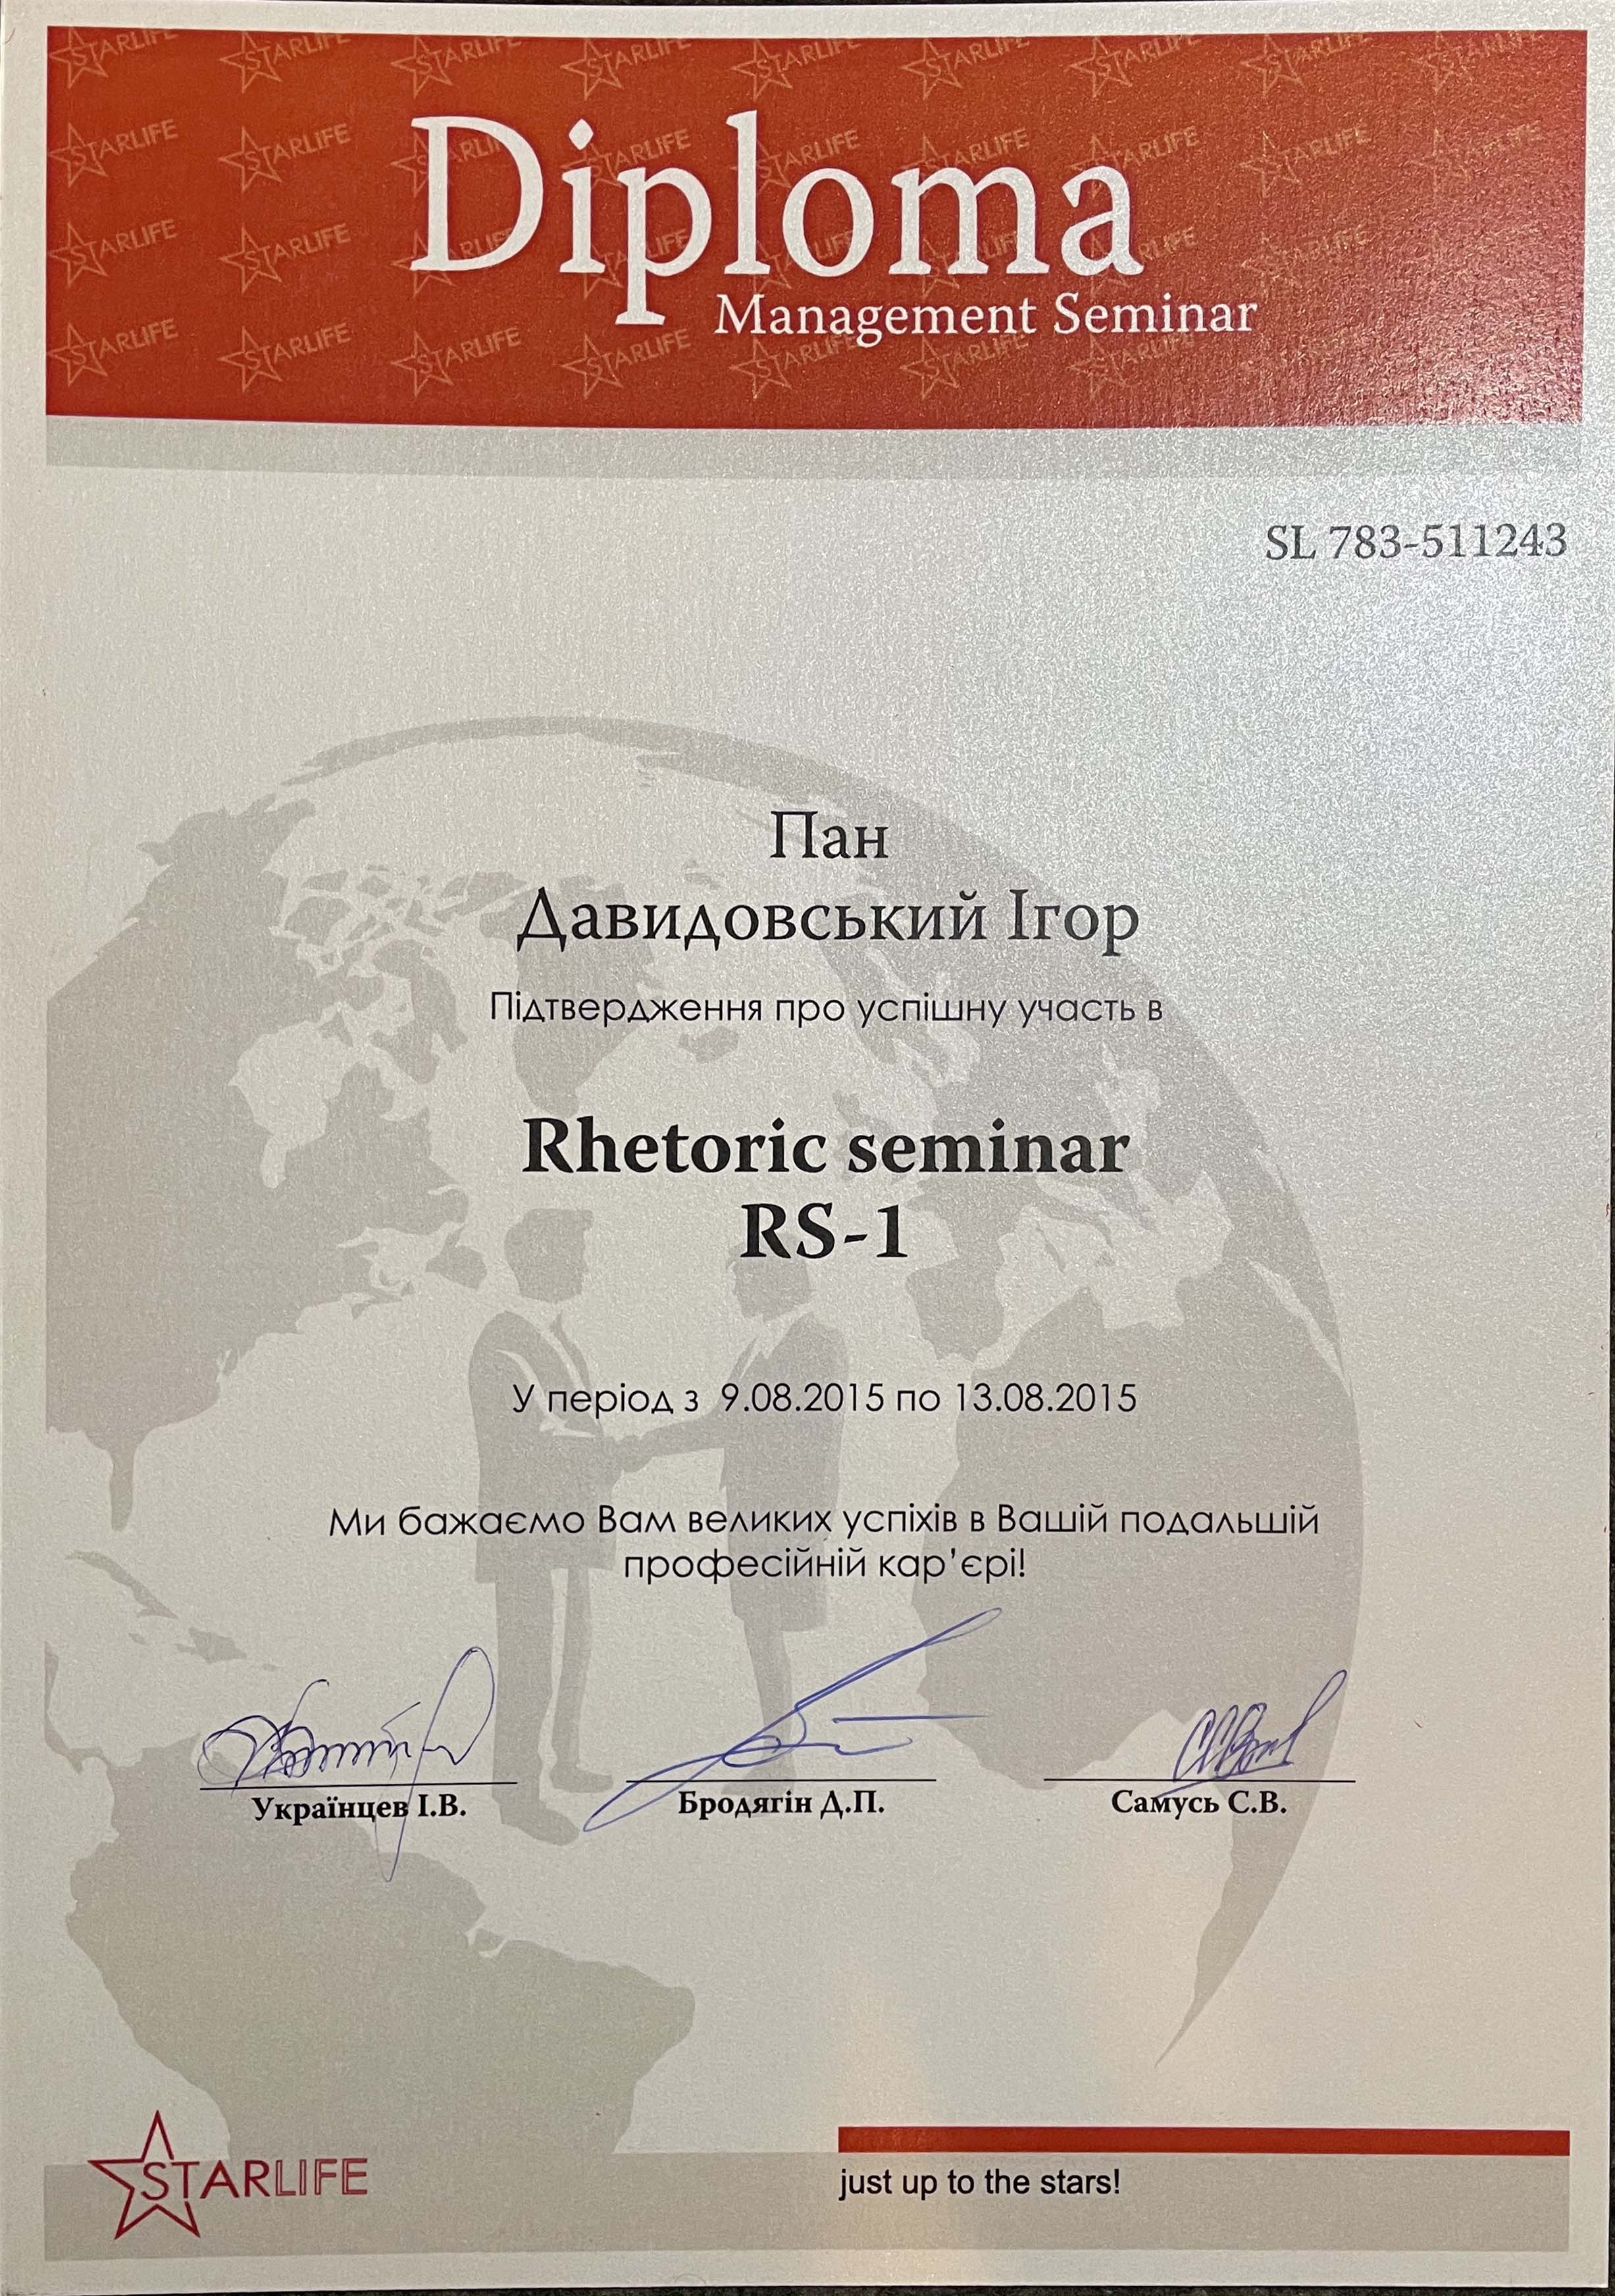 Diploma
Management Seminar
SL 783-511243
Пан
Давидовський Ігор
Підтвердження про успішну участь в
Rhetoric seminar
RS-1
У період з 9.08.2015 по 13.08.2015
Ми бажаємо Вам великих успіхів в Вашій подальшій
професійній кар’єрі!
Українцев І.В. Бродягін Д.П. Самусь С.В.
STARLIFE
just up to the stars!